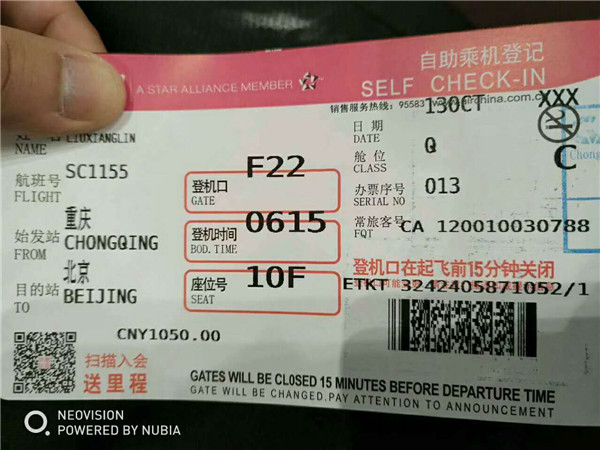 A STAR ALLIANCE MEMBER
自助乘机登记
SELF CHECK-IN
销售服务热线：95583 www.airchina.com.cn
NAME
LIUXIANGLIN
航班号 SC1155
FLIGHT
始发站 重庆
FROM CHONGQING
目的站 北京
TO BEIJING
CNY1050.00
登机口 F22
GATE
登机时间 0615
BOD. TIME
座位号 10F
SEAT
日期 13OCT
DATE
舱位 Q
CLASS
办票序号 013
SERIAL NO
常旅客号 CA 120010030788
FQT
XXX
C
Chong
登机口在起飞前15分钟关闭
ETKT 3242405871052/1
扫描入会
送里程
GATES WILL BE CLOSED 15 MINUTES BEFORE DEPARTURE TIME
GATE WILL BE CHANGED.PAY ATTENTION TO ANNOUNCEMENT
NEOVISION
POWERED BY NUBIA